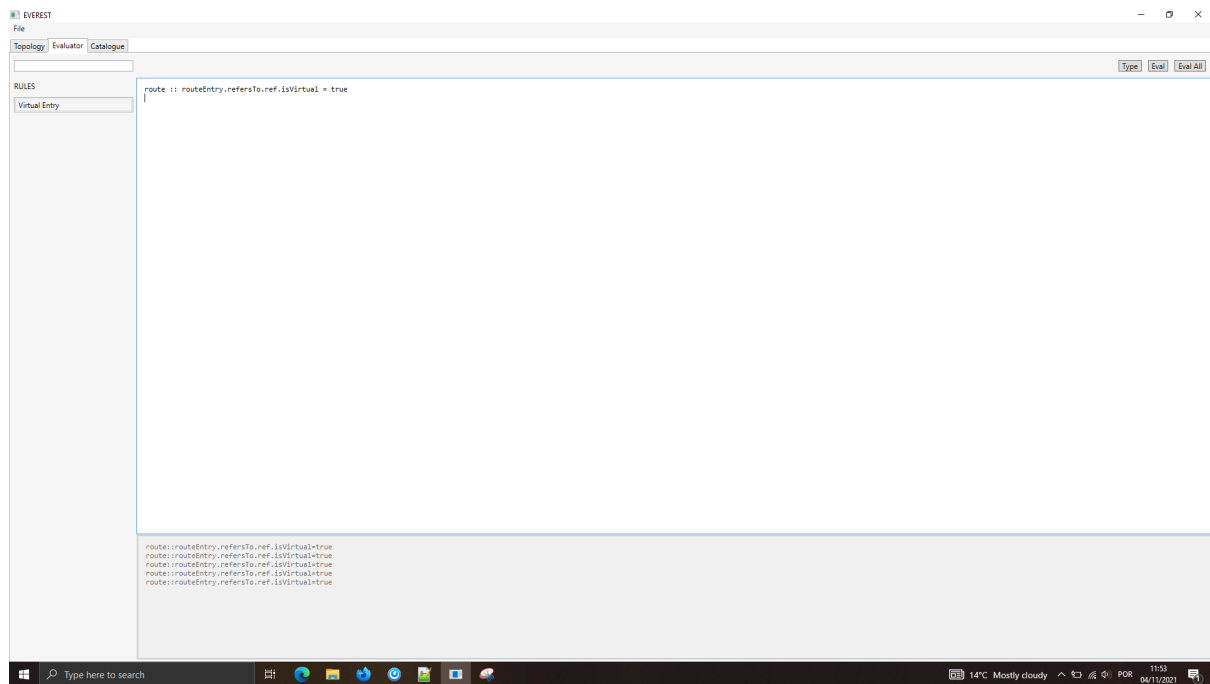 EVEREST
File
Topology Evaluator Catalogue
Type Eval Eval All
RULES
Virtual Entry
route :: routeEntry.refersTo.ref.isVirtual = true
route::routeEntry.refersTo.ref.isVirtual=true
route::routeEntry.refersTo.ref.isVirtual=true
route::routeEntry.refersTo.ref.isVirtual=true
route::routeEntry.refersTo.ref.isVirtual=true
route::routeEntry.refersTo.ref.isVirtual=true
Type here to search
14°C Mostly cloudy
POR
11:53
04/11/2021